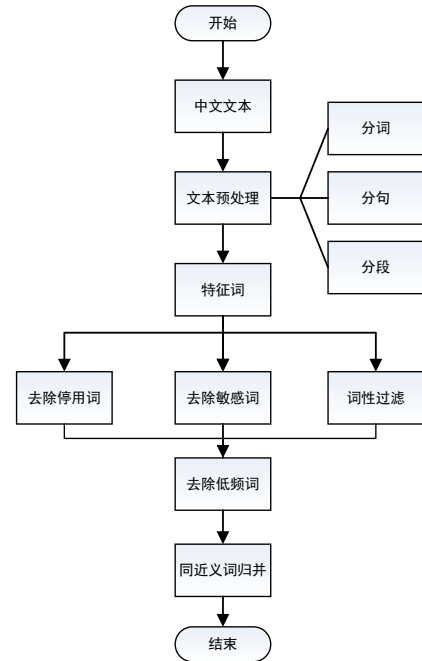 开始
中文文本
分词
文本预处理
分句
分段
特征词
去除停用词
去除敏感词
词性过滤
去除低频词
同近义词归并
结束